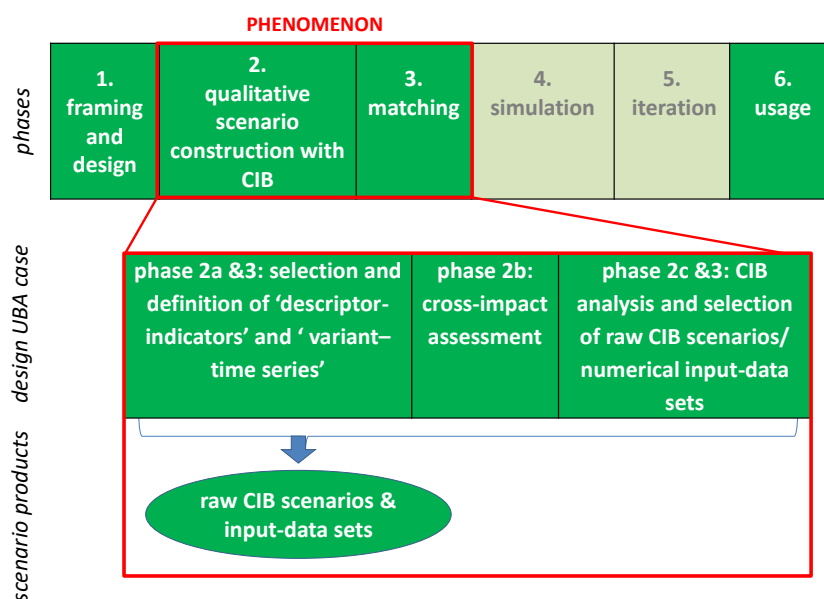 PHENOMENON
phases
1.
framing
and
design
2.
qualitative
scenario
construction with
CIB
3.
matching
4.
simulation
5.
iteration
6.
usage
design UBA case
phase 2a &3: selection and
definition of ‘descriptor-
indicators’ and ‘ variant–
time series’
phase 2b:
cross-impact
assessment
phase 2c &3: CIB
analysis and selection
of raw CIB scenarios/
numerical input-data
sets
scenario products
raw CIB scenarios &
input-data sets